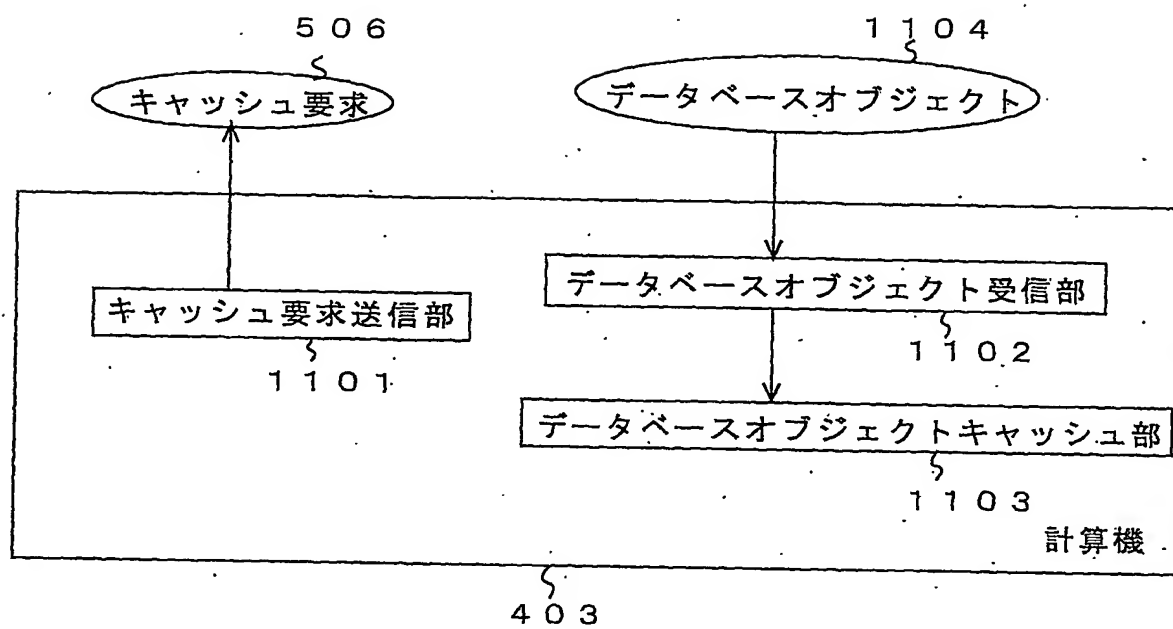 506
キャッシュ要求
1104
データベースオブジェクト
キャッシュ要求送信部
1101
データベースオブジェクト受信部
1102
データベースオブジェクトキャッシュ部
1103
計算機
403